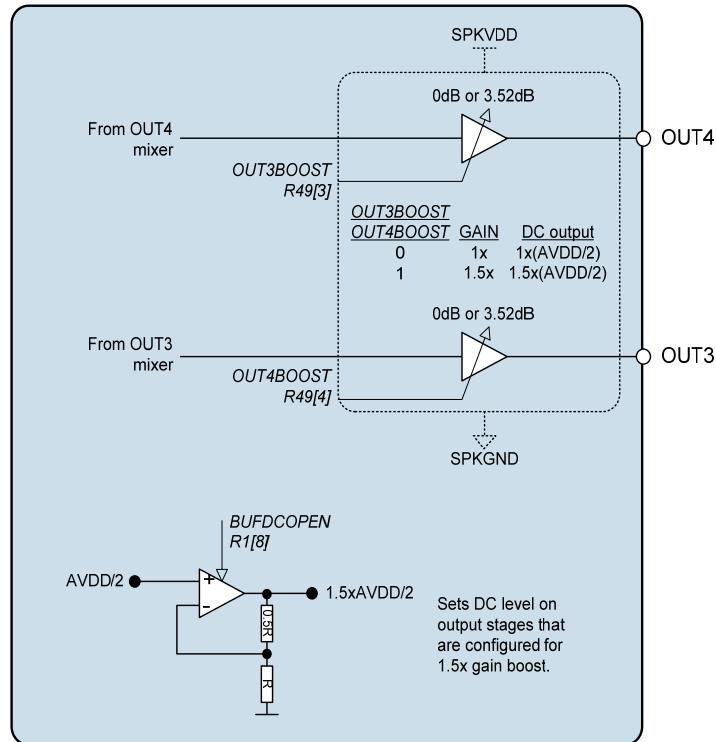 SPKVDD
0dB or 3.52dB
From OUT4
mixer
OUT4
OUT3BOOST
R49[3]
OUT3BOOST
OUT4BOOST GAIN DC output
0 1x 1x(AVDD/2)
1 1.5x 1.5x(AVDD/2)
0dB or 3.52dB
From OUT3
mixer
OUT3
OUT4BOOST
R49[4]
SPKGND
BUFDCOPEN
R1[8]
AVDD/2
+
-
1.5xAVDD/2
0.5R
R
Sets DC level on
output stages that
are configured for
1.5x gain boost.